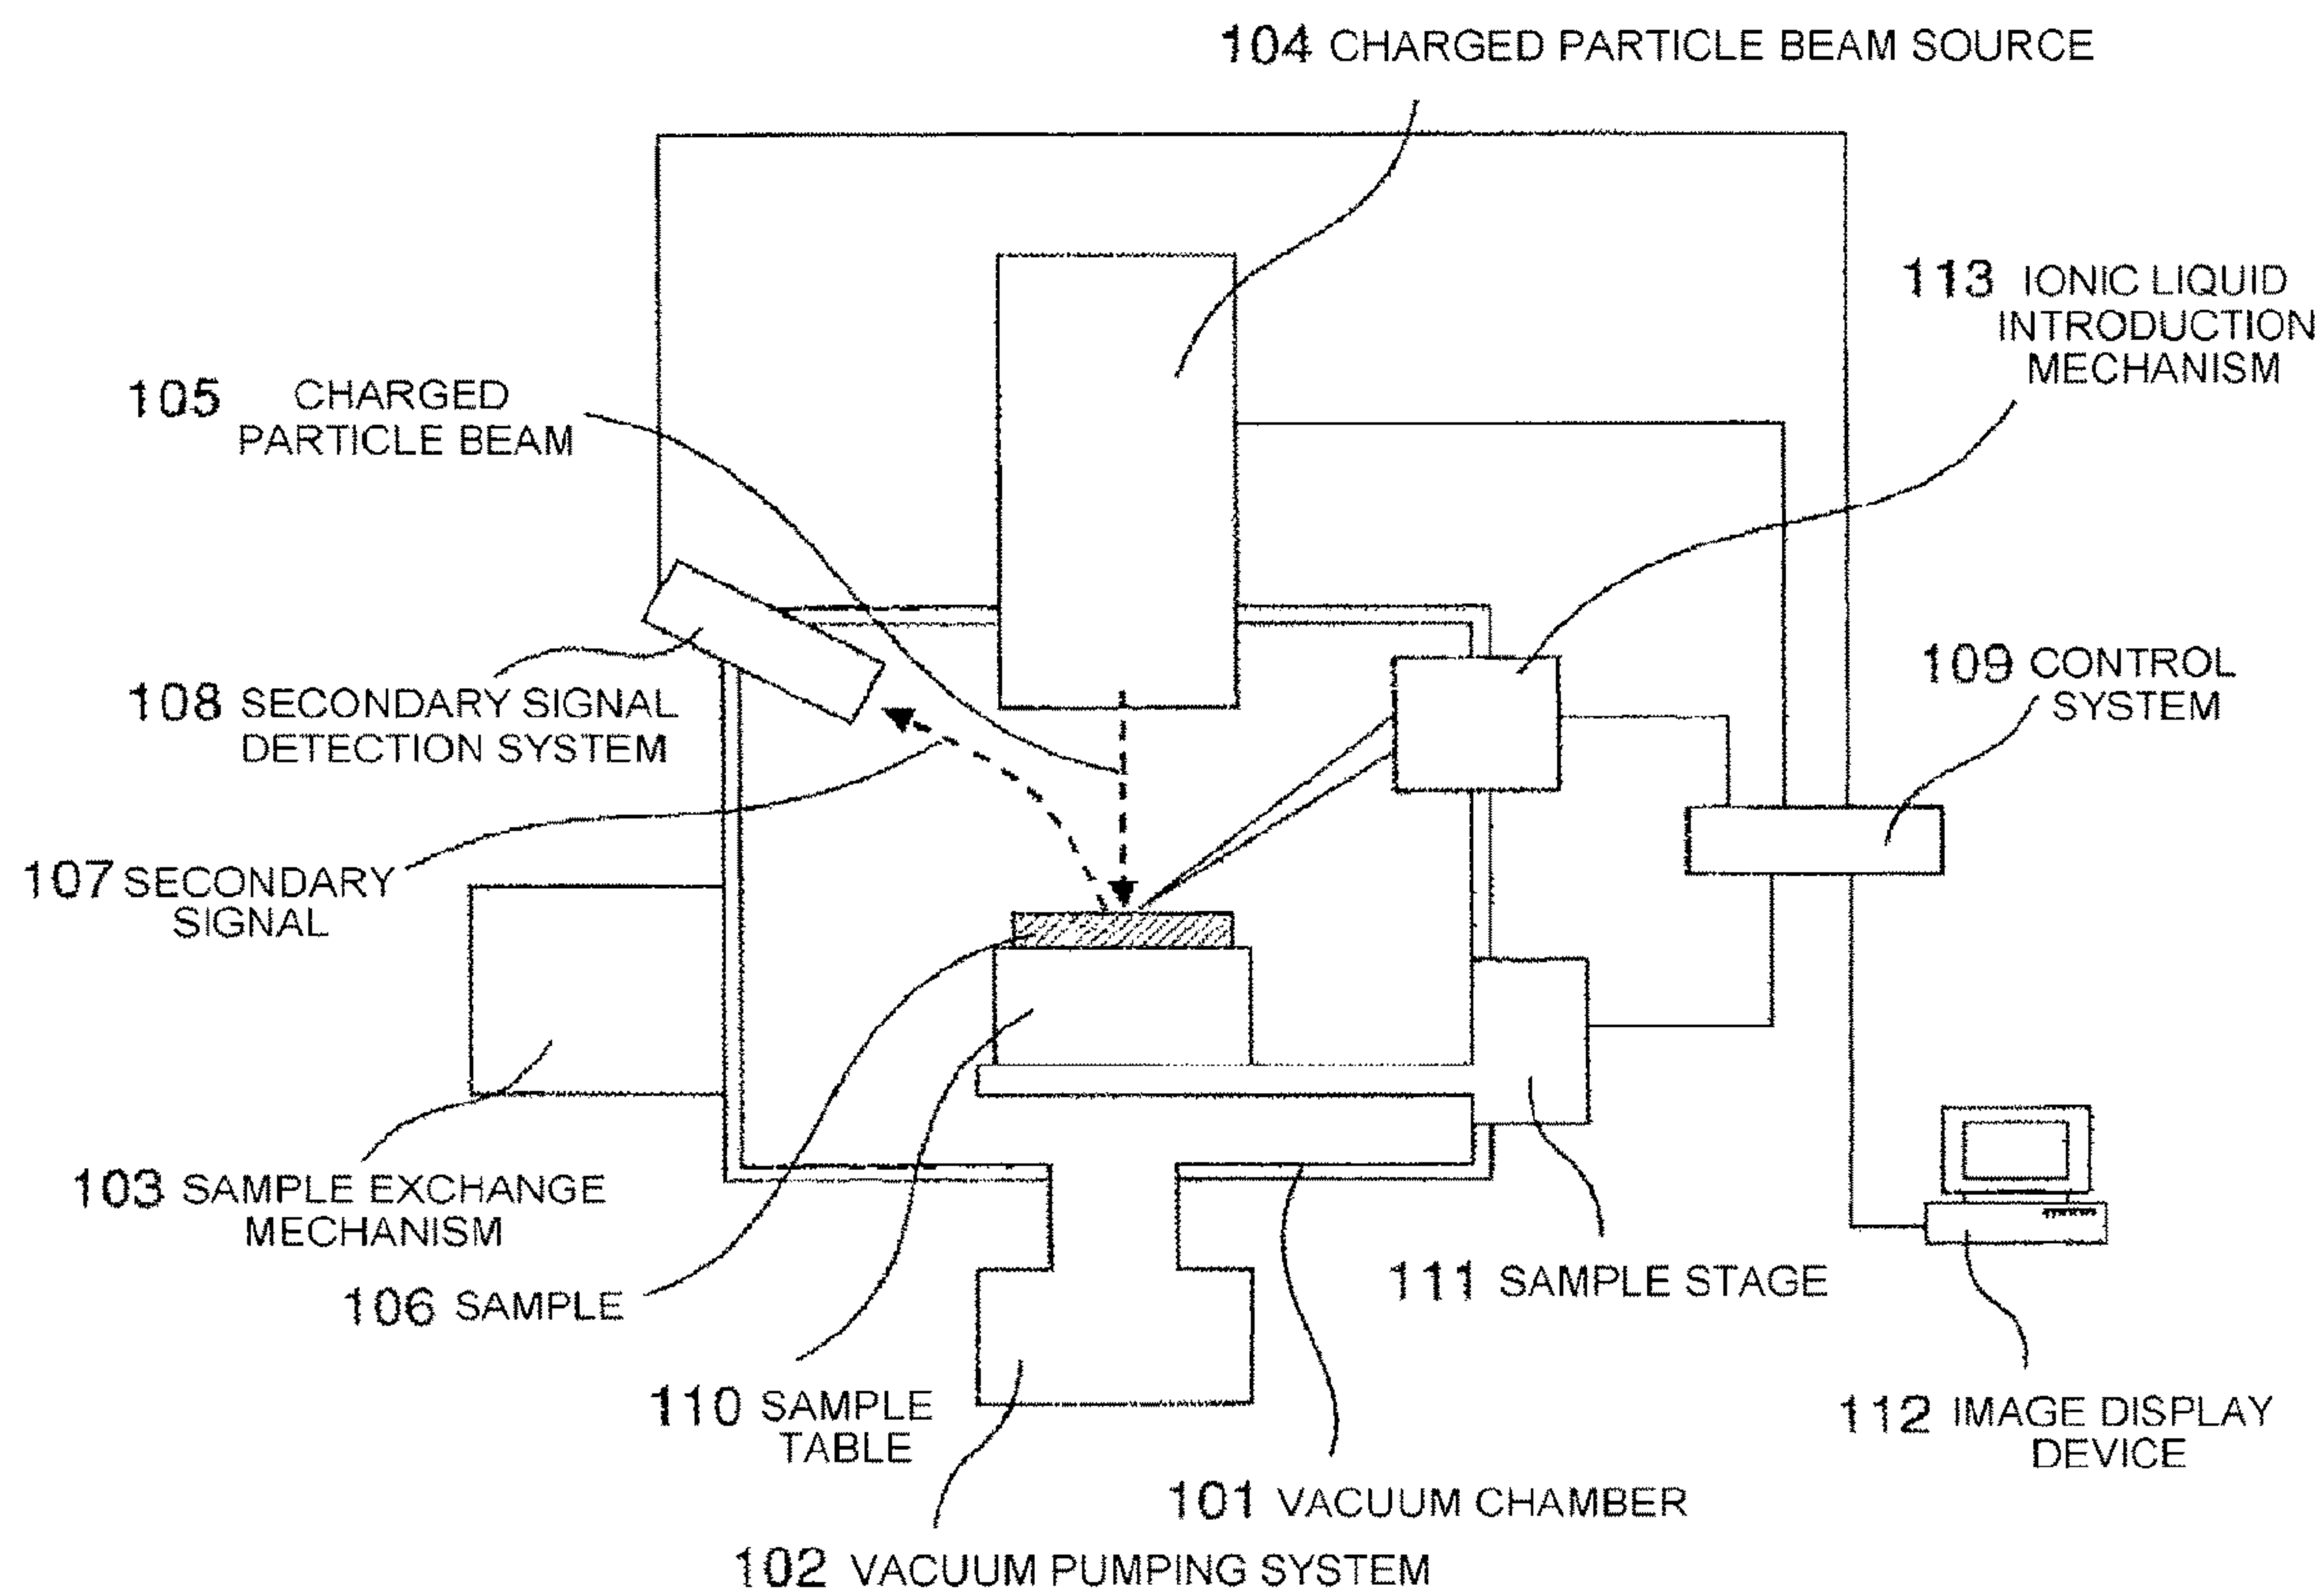 104 CHARGED PARTICLE BEAM SOURCE
113 IONIC LIQUID
INTRODUCTION
MECHANISM
105 CHARGED
PARTICLE BEAM
109 CONTROL
SYSTEM
108 SECONDARY SIGNAL
DETECTION SYSTEM
107 SECONDARY
SIGNAL
103 SAMPLE EXCHANGE
MECHANISM
106 SAMPLE
111 SAMPLE STAGE
110 SAMPLE
TABLE
112 IMAGE DISPLAY
DEVICE
101 VACUUM CHAMBER
102 VACUUM PUMPING SYSTEM